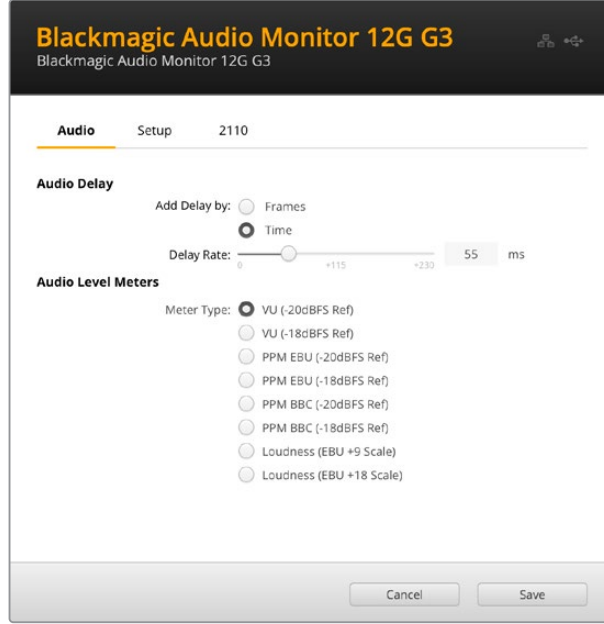 Blackmagic Audio Monitor 12G G3
Blackmagic Audio Monitor 12G G3
Audio Setup 2110
Audio Delay
Add Delay by: Frames
Time
Delay Rate: 55 ms
0 +115 +230
Audio Level Meters
Meter Type: VU (-20dBFS Ref)
VU (-18dBFS Ref)
PPM EBU (-20dBFS Ref)
PPM EBU (-18dBFS Ref)
PPM BBC (-20dBFS Ref)
PPM BBC (-18dBFS Ref)
Loudness (EBU +9 Scale)
Loudness (EBU +18 Scale)
Cancel Save